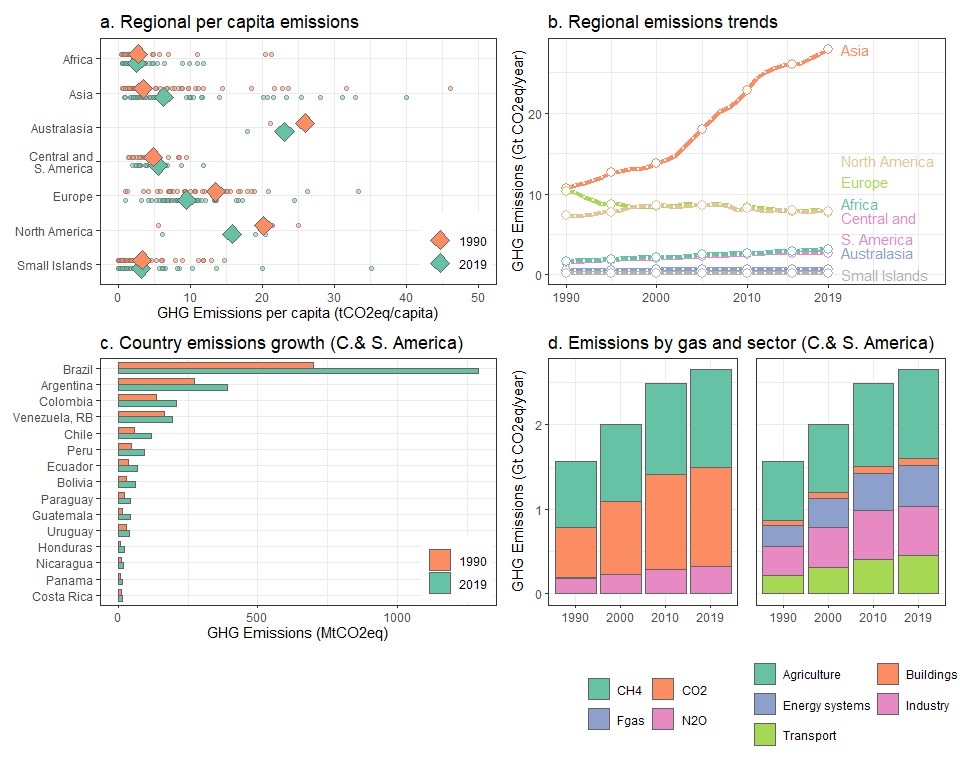 a. Regional per capita emissions
Africa
Asia
Australasia
Central and
S. America
Europe
North America
Small Islands
1990
2019
0 10 20 30 40 50
GHG Emissions per capita (tCO2eq/capita)
b. Regional emissions trends
GHG Emissions (Gt CO2eq/year)
20
10
0
Asia
North America
Europe
Africa
Central and
S. America
Australasia
Small Islands
1990 2000 2010 2019
c. Country emissions growth (C.& S. America)
Brazil
Argentina
Colombia
Venezuela, RB
Chile
Peru
Ecuador
Bolivia
Paraguay
Guatemala
Uruguay
Honduras
Nicaragua
Panama
Costa Rica
1990
2019
0 500 1000
GHG Emissions (MtCO2eq)
d. Emissions by gas and sector (C.& S. America)
GHG Emissions (Gt CO2eq/year)
2
1
0
1990 2000 2010 2019
1990 2000 2010 2019
CH4 CO2
Fgas N2O
Agriculture Buildings
Energy systems Industry
Transport